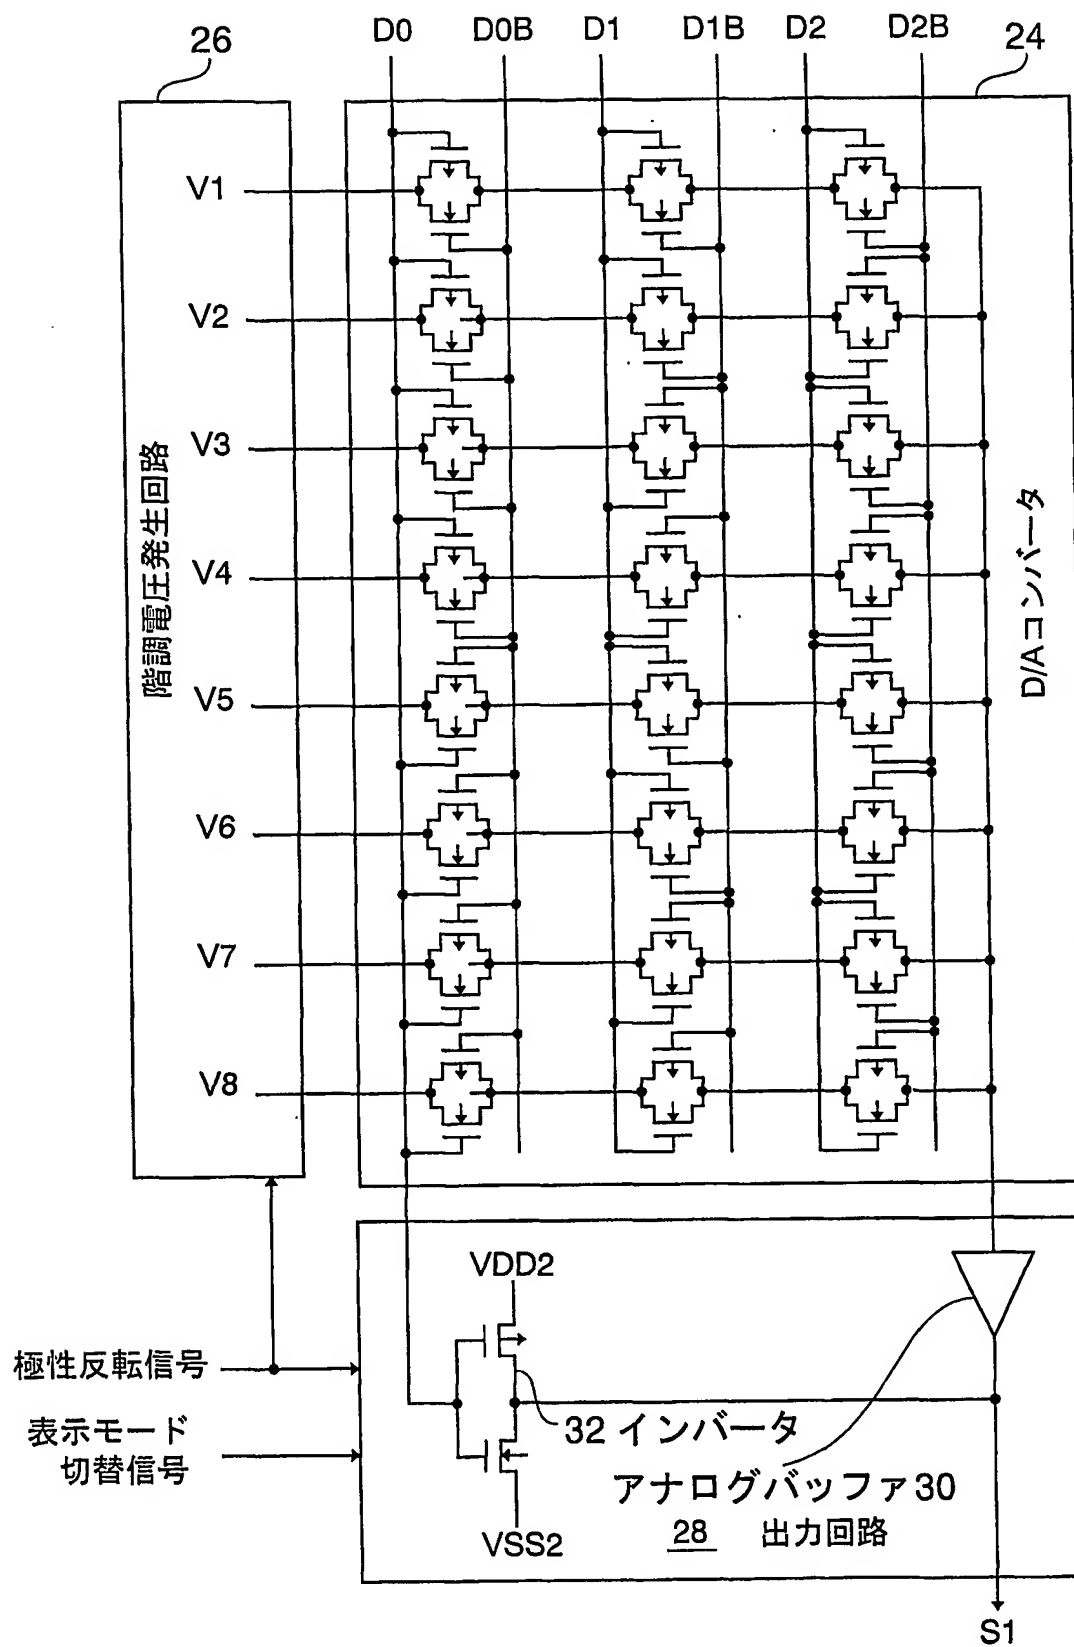 26
D0
D0B
D1
D1B
D2
D2B
24
V1
V2
V3
V4
V5
V6
V7
V8
階調電圧発生回路
D/Aコンバータ
VDD2
極性反転信号
表示モード
切替信号
32 インバータ
アナログバッファ30
VSS2
28 出力回路
S1